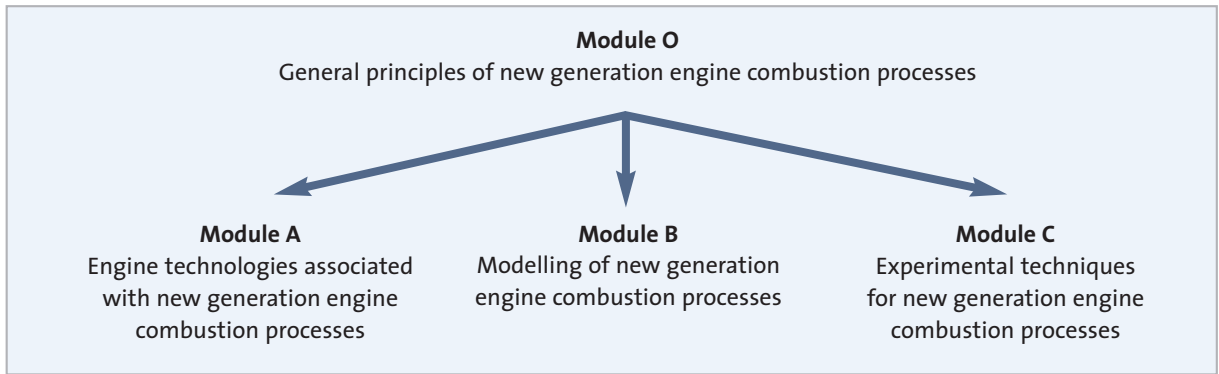 Module O
General principles of new generation engine combustion processes
Module A
Engine technologies associated
with new generation engine
combustion processes
Module B
Modelling of new generation
engine combustion processes
Module C
Experimental techniques
for new generation engine
combustion processes